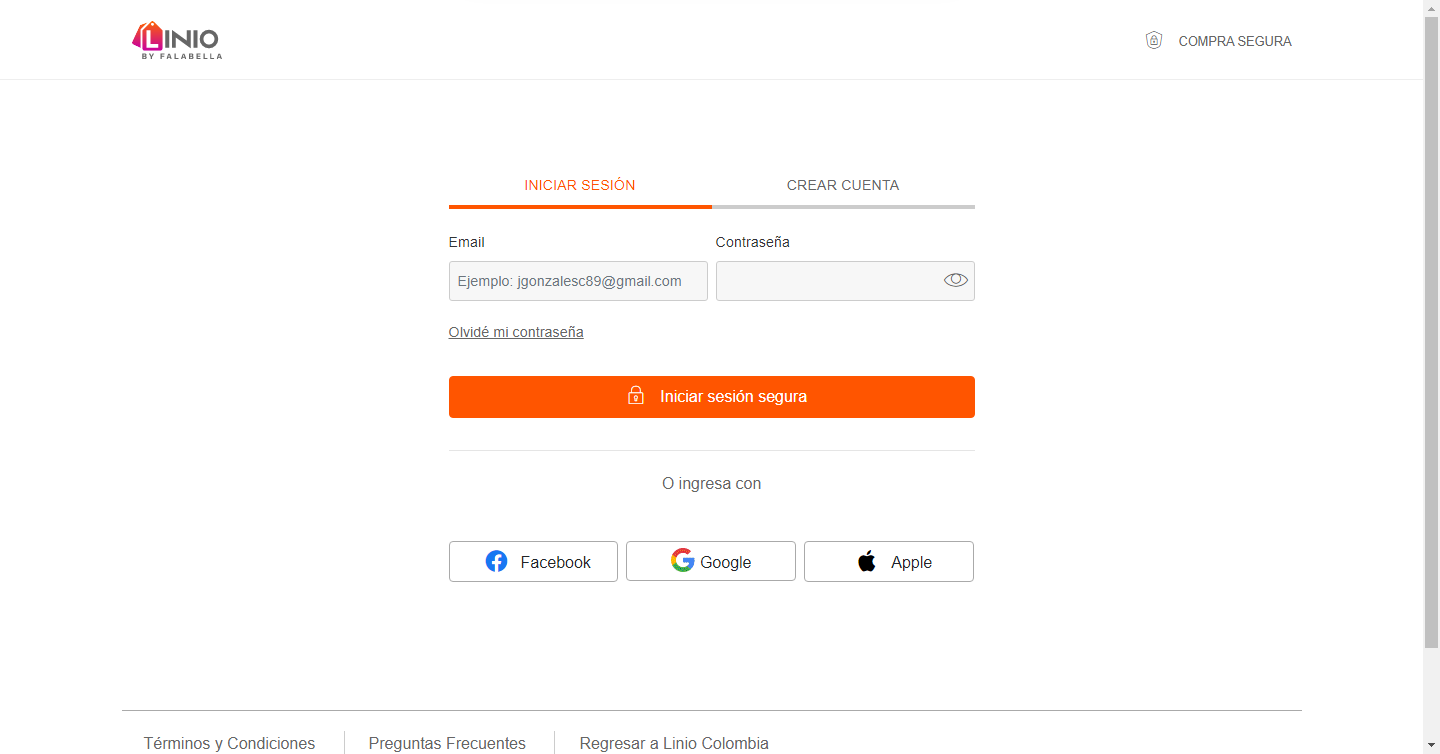 LINIO
BY FALABELLA
COMPRA SEGURA
INICIAR SESIÓN
CREAR CUENTA
Email
Contraseña
Ejemplo: jgonzalesc89@gmail.com
Olvidé mi contraseña
Iniciar sesión segura
O ingresa con
Facebook
Google
Apple
Términos y Condiciones
Preguntas Frecuentes
Regresar a Linio Colombia